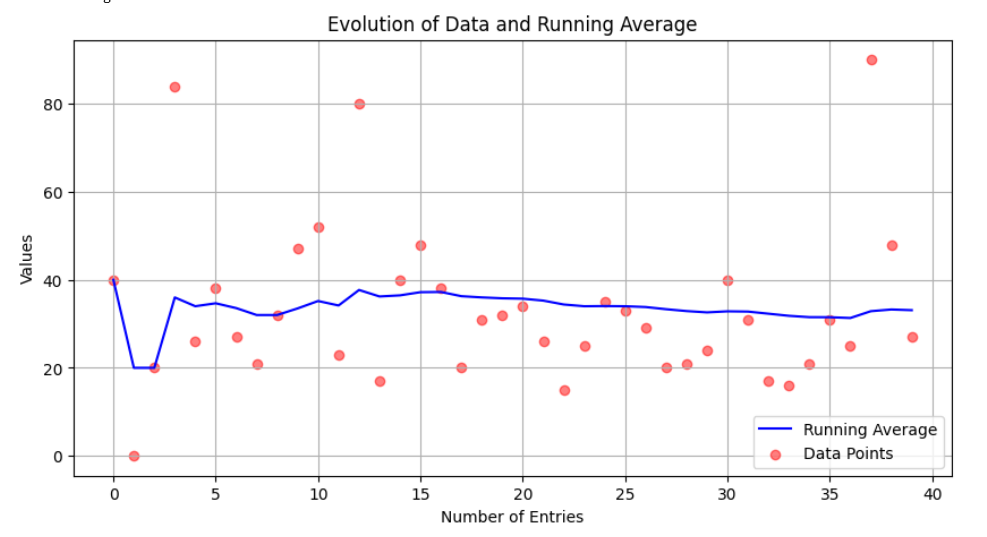 Evolution of Data and Running Average
Values
80
60
40
20
0
Running Average
Data Points
0 5 10 15 20 25 30 35 40
Number of Entries